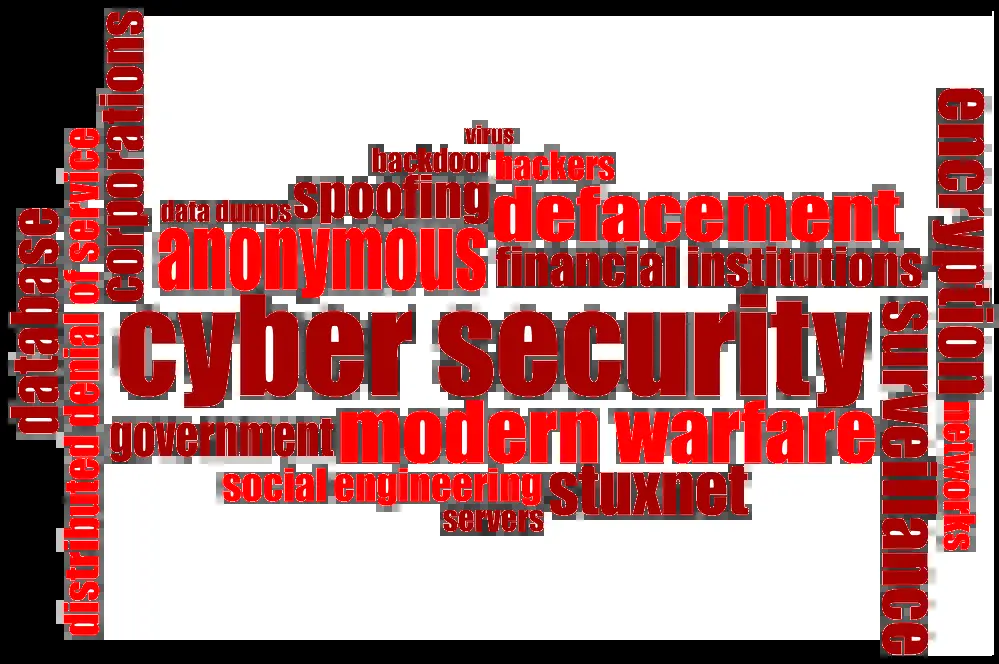 corporations
distributed denial of service
database
virus
backdoor
hackers
data dumps
spoofing
defacement
anonymous
financial institutions
cyber security
government
modern warfare
social engineering
stuxnet
servers
encryption
surveillance
networks